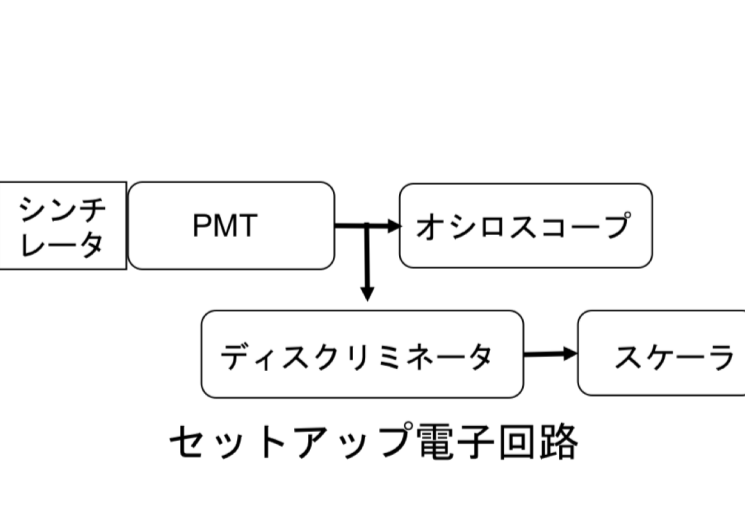 シンチ
レータ
PMT
オシロスコープ
ディスクリミネータ
スケーラ
セットアップ電子回路